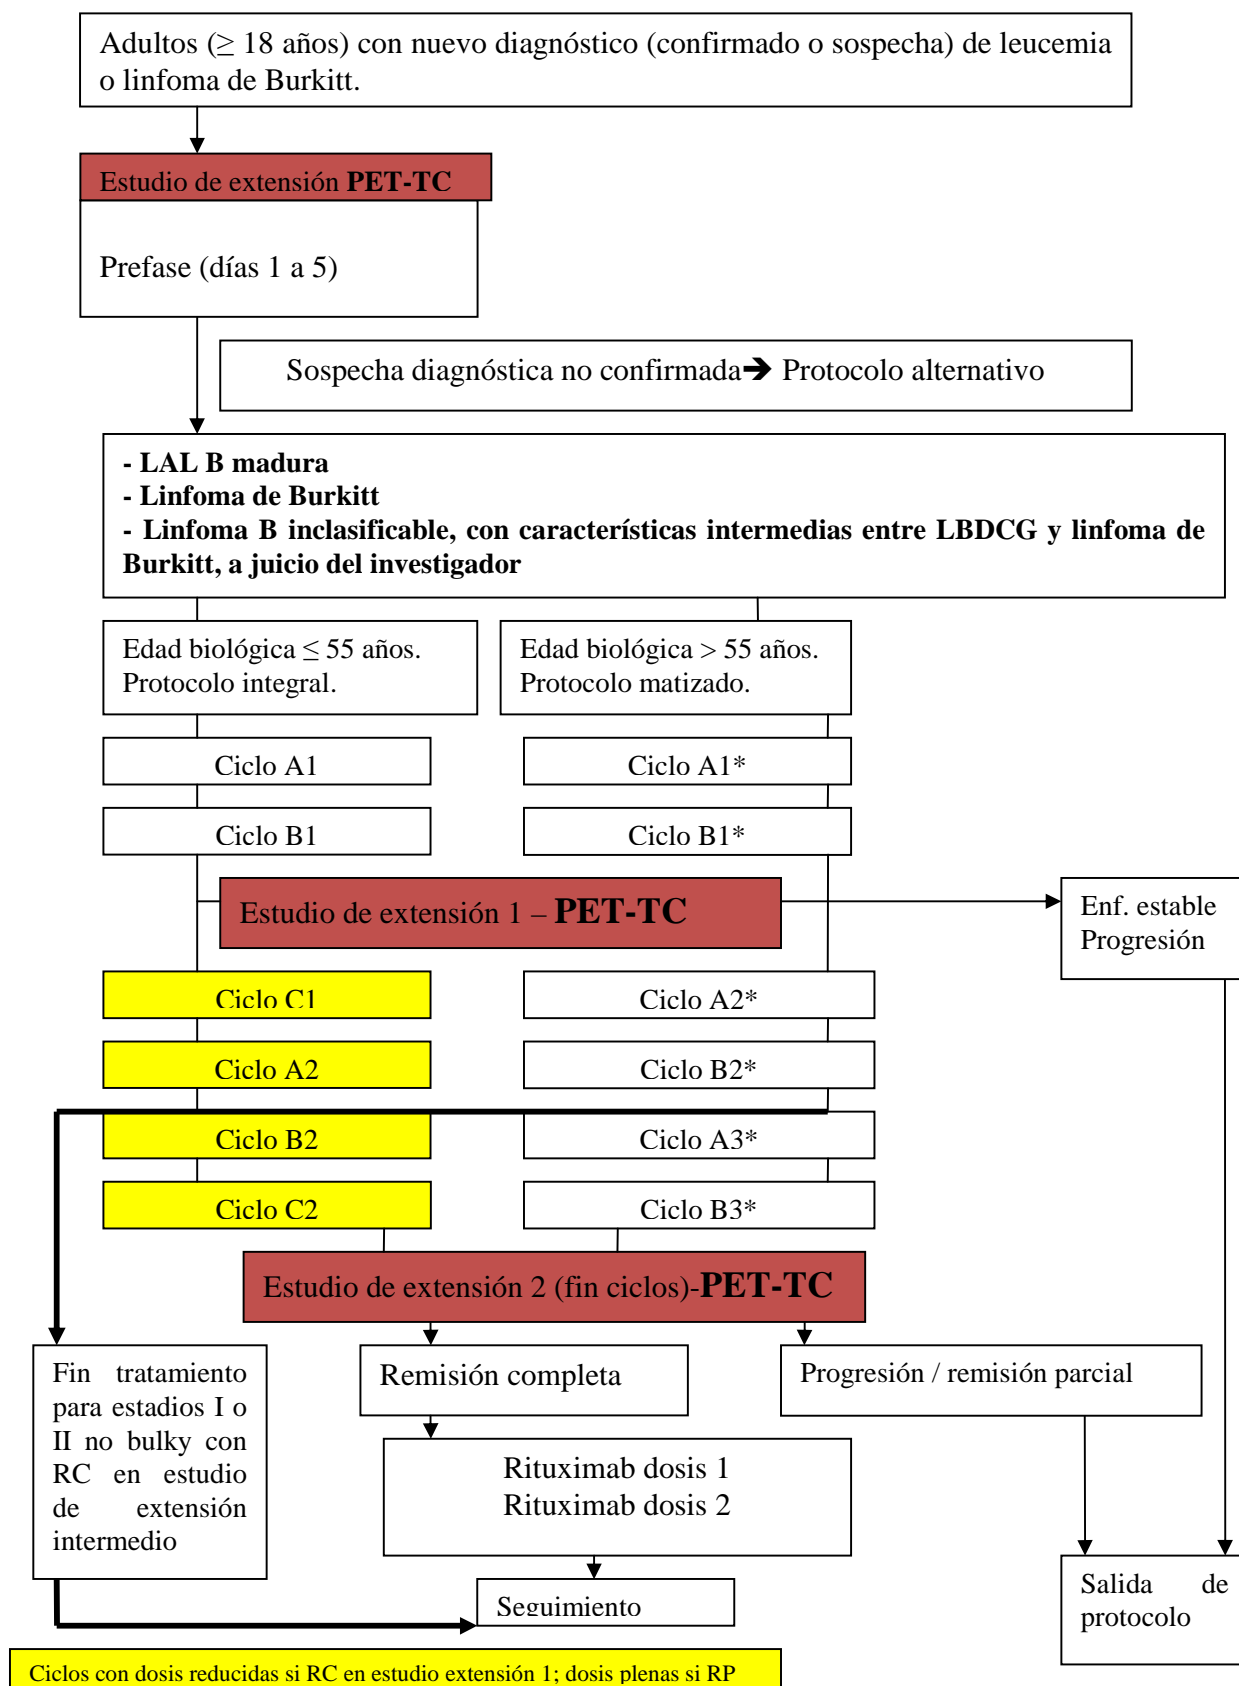 Adultos (≥ 18 años) con nuevo diagnóstico (confirmado o sospecha) de leucemia
o linfoma de Burkitt.
Estudio de extensión PET-TC
Prefase (días 1 a 5)
Sospecha diagnóstica no confirmada➔ Protocolo alternativo
- LAL B madura
- Linfoma de Burkitt
- Linfoma B inclasificable, con características intermedias entre LBDCG y linfoma de
Burkitt, a juicio del investigador
Edad biológica ≤ 55 años.
Protocolo integral.
Edad biológica > 55 años.
Protocolo matizado.
Ciclo A1
Ciclo A1*
Ciclo B1
Ciclo B1*
Estudio de extensión 1 – PET-TC
Enf. estable
Progresión
Ciclo C1
Ciclo A2*
Ciclo A2
Ciclo B2*
Ciclo B2
Ciclo A3*
Ciclo C2
Ciclo B3*
Estudio de extensión 2 (fin ciclos)-PET-TC
Fin tratamiento
para estadios I o
II no bulky con
RC en estudio
de extensión
intermedio
Remisión completa
Progresión / remisión parcial
Rituximab dosis 1
Rituximab dosis 2
Seguimiento
Salida de
protocolo
Ciclos con dosis reducidas si RC en estudio extensión 1; dosis plenas si RP